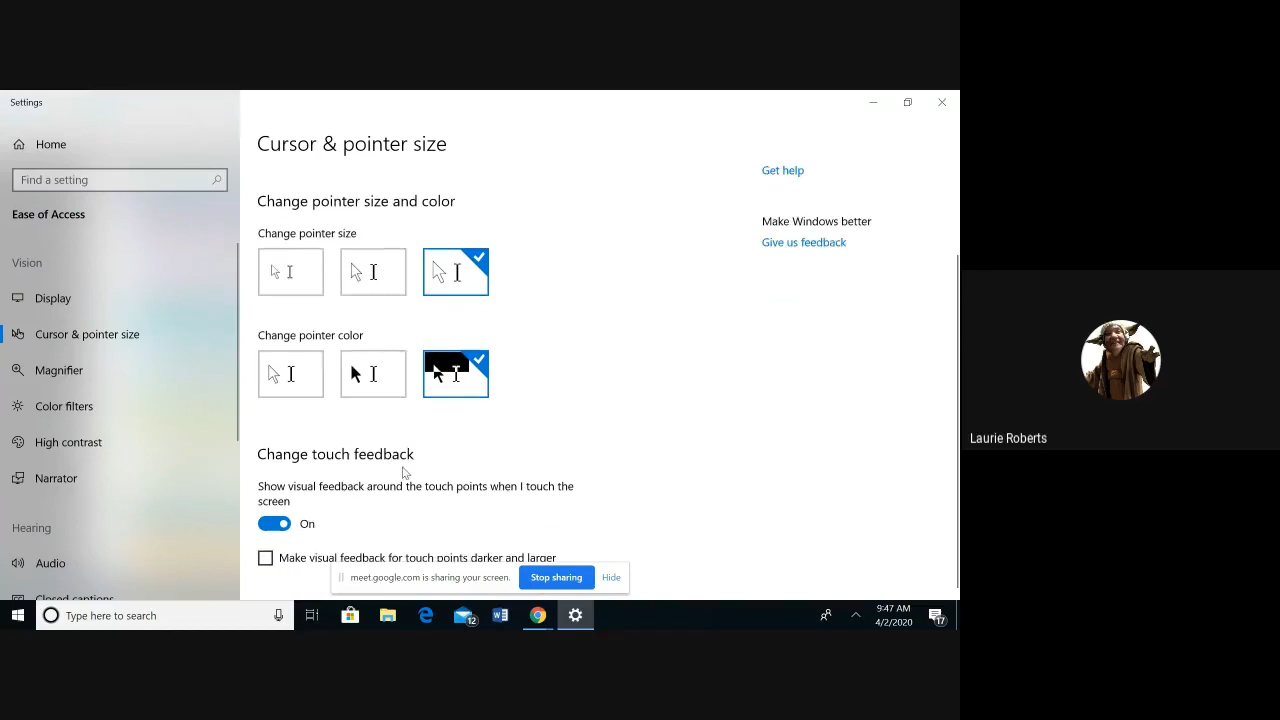 Settings
Home
Find a setting
Ease of Access
Vision
Display
Cursor & pointer size
Magnifier
Color filters
High contrast
Narrator
Hearing
Audio
Closed captions
Cursor & pointer size
Change pointer size and color
Change pointer size
Change pointer color
Change touch feedback
Show visual feedback around the touch points when I touch the
screen
On
Make visual feedback for touch points darker and larger
Get help
Make Windows better
Give us feedback
meet.google.com is sharing your screen.
Stop sharing
Hide
Type here to search
12
9:47 AM
4/2/2020
17
Laurie Roberts